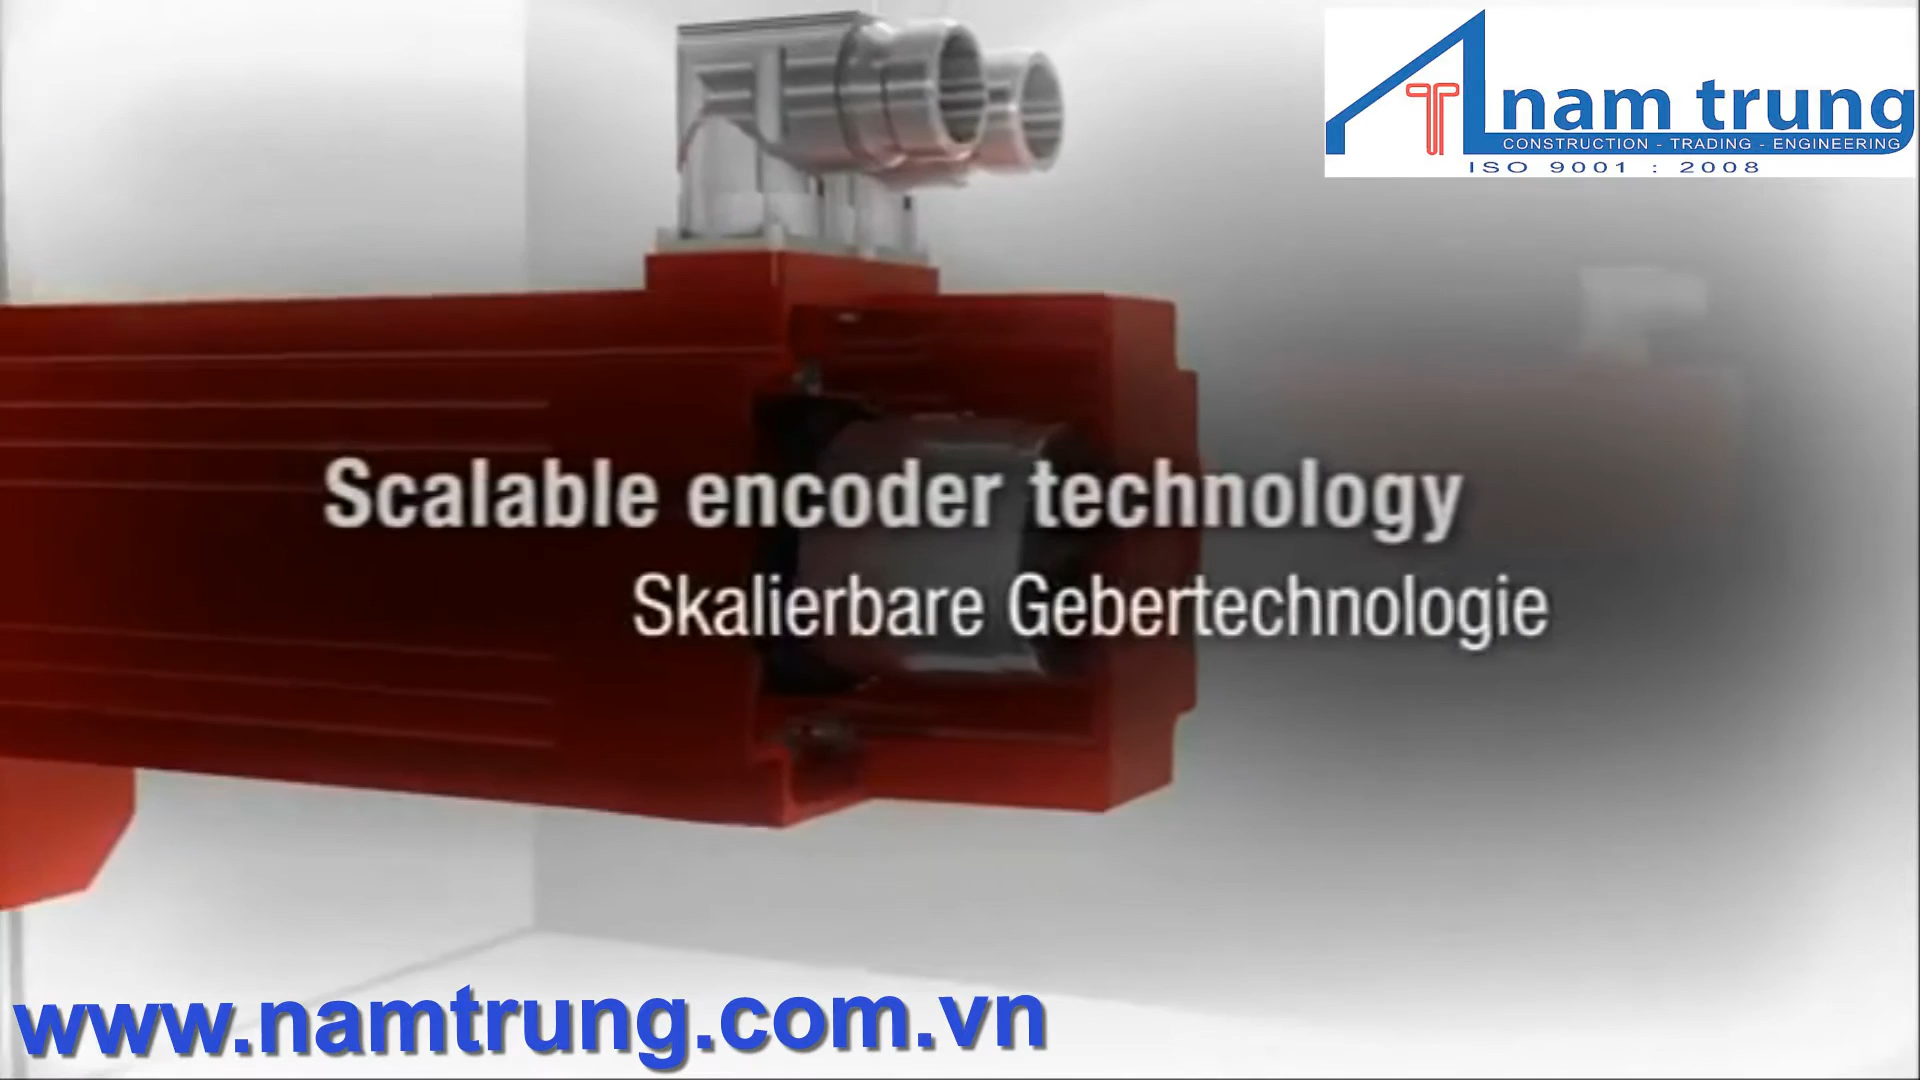 nam trung
CONSTRUCTION - TRADING - ENGINEERING
ISO 9001 : 2008
Scalable encoder technology
Skalierbare Gebertechnologie
www.namtrung.com.vn